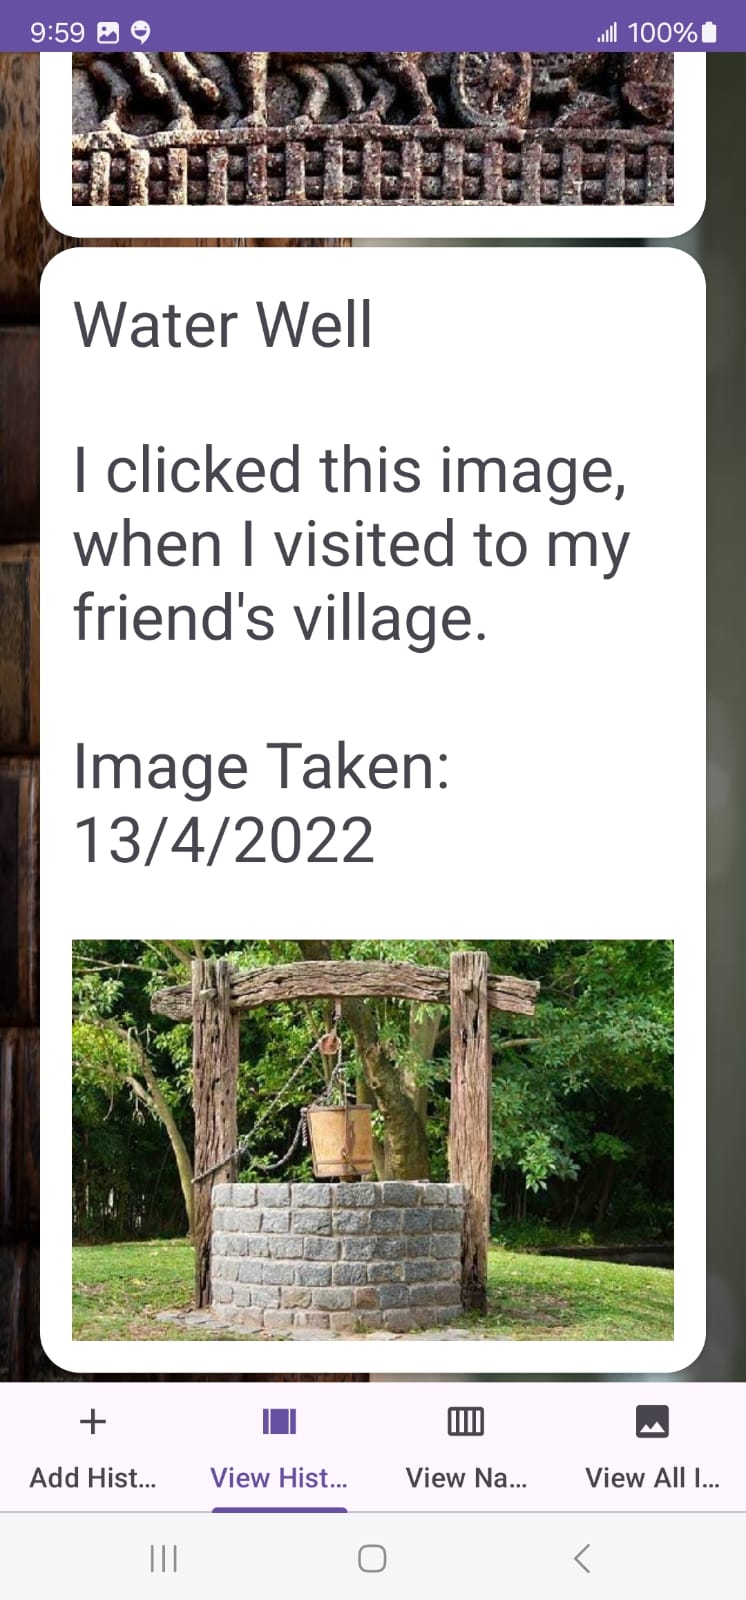 9:59 100%
Water Well
I clicked this image,
when I visited to my
friend's village.
Image Taken:
13/4/2022
Add Hist... View Hist... View Na... View All I...